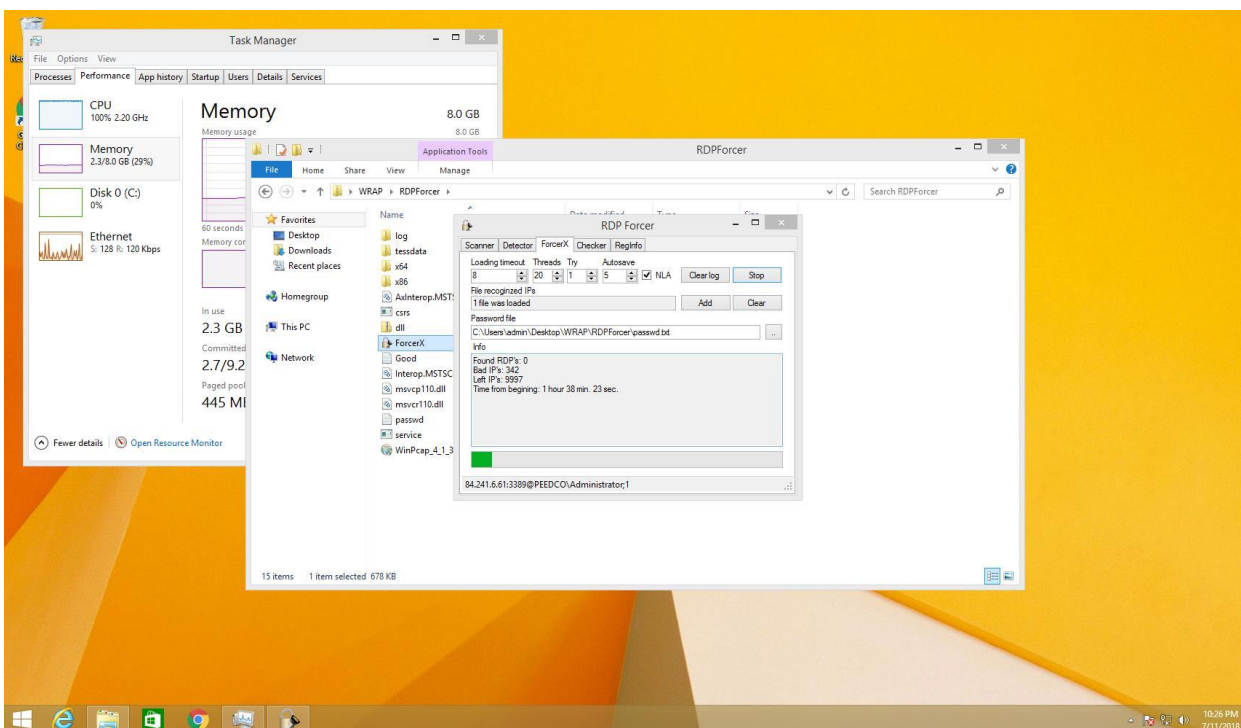 Task Manager
File Options View
Processes Performance App history Startup Users Details Services
CPU
100% 2.20 GHz
Memory
2.3/8.0 GB (29%)
Disk 0 (C:)
0%
Ethernet
S: 128 R: 120 Kbps
Memory 8.0 GB
Memory usage 8.0 GB
60 seconds
In use
2.3 GB
Committed
2.7/9.2
Paged pool
445
Fewer details Open Resource Monitor
Application Tools RDPForcer
File Home Share View Manage
WRAP RDPForcer Search RDPForcer
Favorites
Desktop
Downloads
Recent places
Homegroup
This PC
Network
Name Date modified Type Size
log
tessdata
x64
x86
AxInterop.MST
csrs
dll
ForcerX
Good
Interop.MSTSC
msvcp110.dll
msvcr110.dll
passwd
service
WinPcap_4_1_3
15 items 1 item selected 678 KB
RDP Forcer
Scanner Detector ForcerX Checker RegInfo
Loading timeout Threads Try Autosave
8 20 1 5 NLA Clear log Stop
File recoginzed IPs
1 file was loaded Add Clear
Password file
C:\Users\admin\Desktop\WRAP\RDPForcer\passwd.txt ..
Info
Found RDP's: 0
Bad IP's: 342
Left IP's: 9997
Time from begining: 1 hour 38 min. 23 sec.
84.241.6.61:3389@PEEDCO\Administrator;1
10:26 PM
7/11/2018